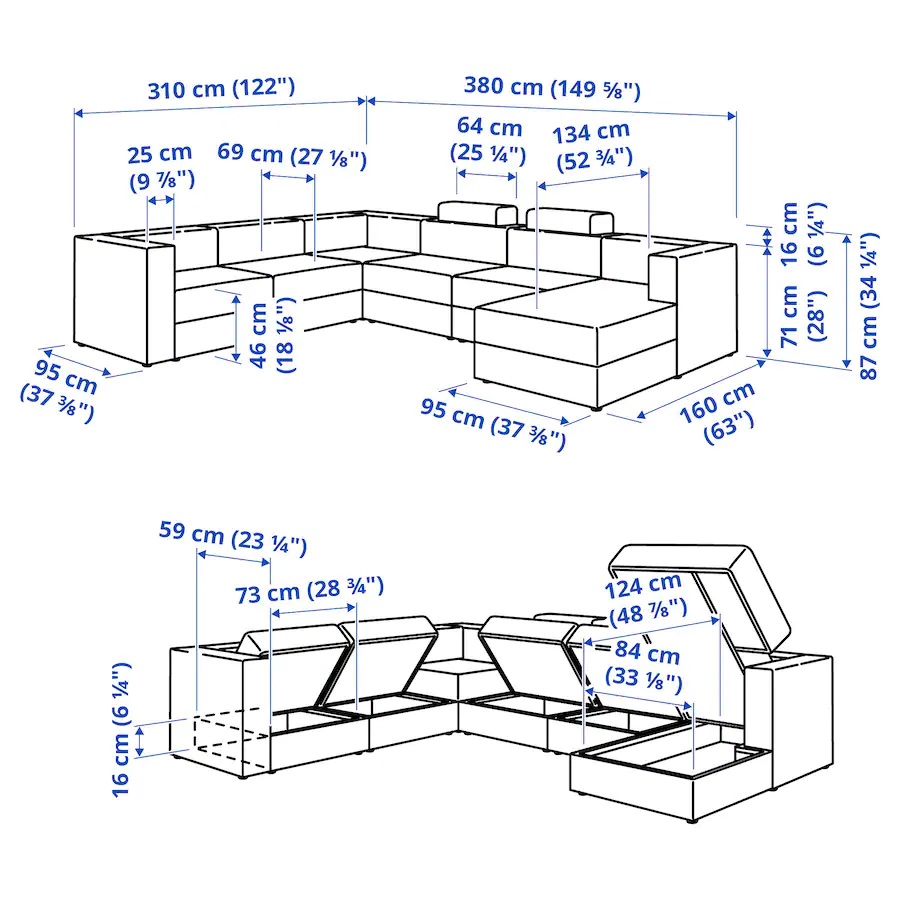 310 cm (122")
380 cm (149 ⅝")
25 cm
(9 ⅞")
69 cm (27 ⅛")
64 cm
(25 ¼")
134 cm
(52 ¾")
16 cm
(6 ¼")
71 cm
(28")
87 cm (34 ¼")
46 cm
(18 ⅛")
95 cm
(37 ⅜")
95 cm (37 ⅜")
160 cm
(63")
59 cm (23 ¼")
73 cm (28 ¾")
124 cm
(48 ⅞")
84 cm
(33 ⅛")
16 cm (6 ¼")